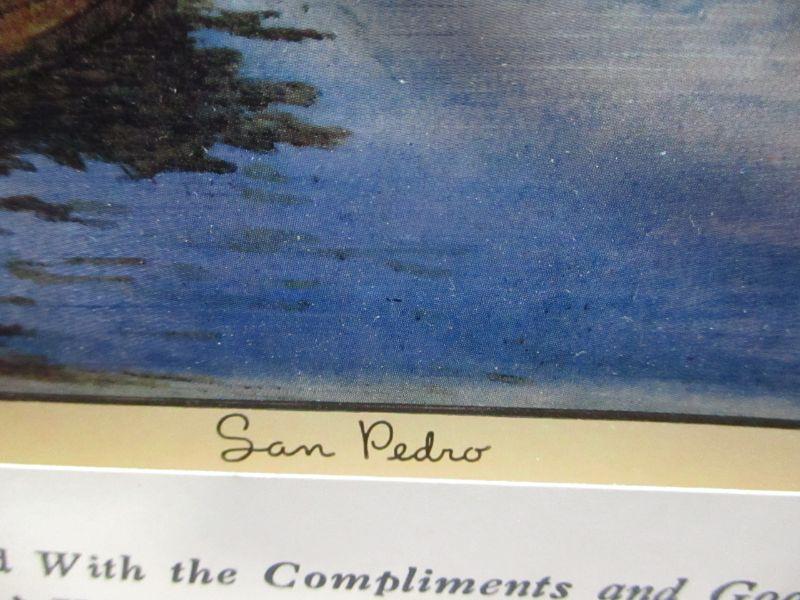 San Pedro
With the Compliments and